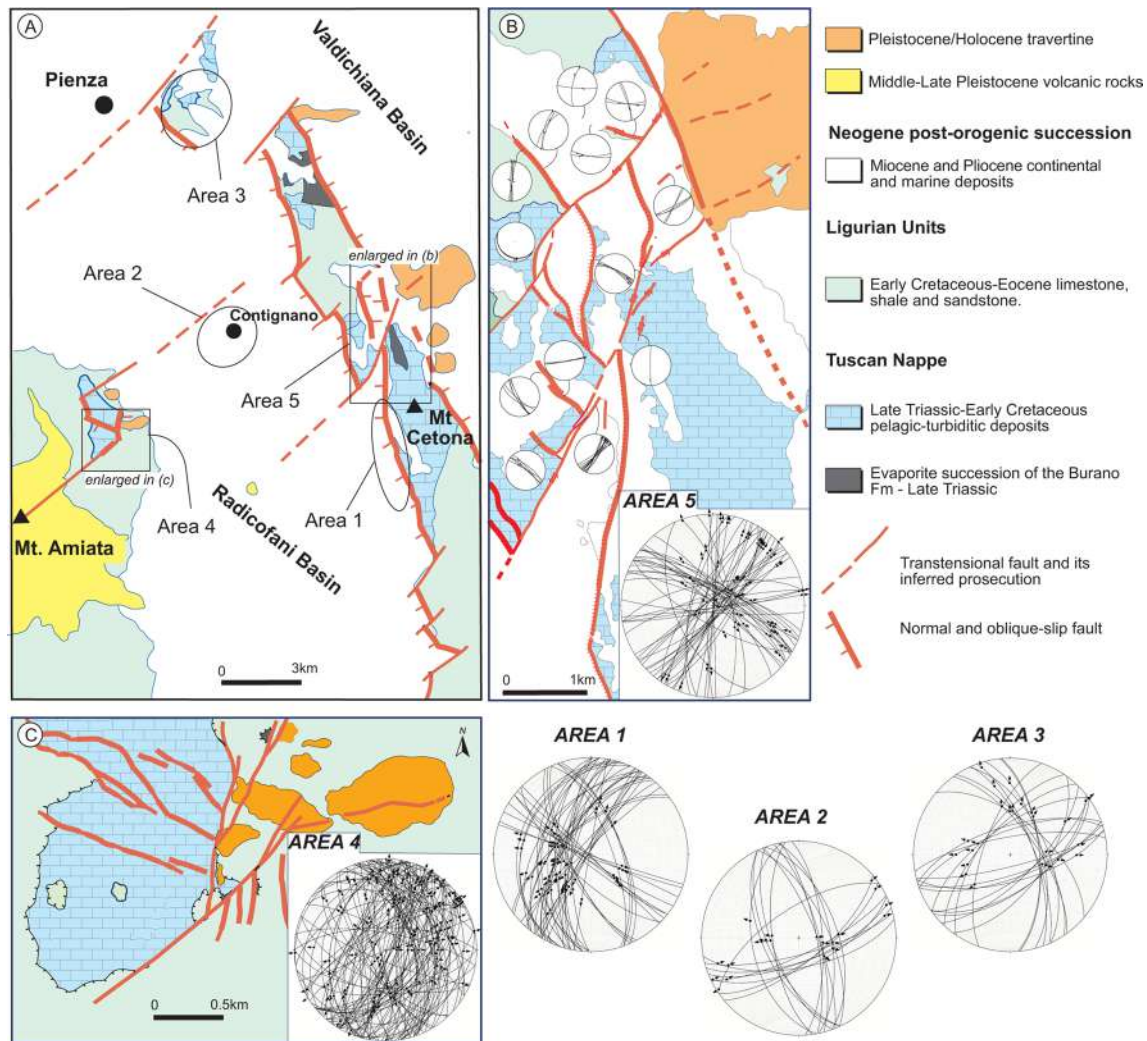 A
Pienza
Valdichiana Basin
Area 3
Area 2
enlarged in (b)
Contignano
Area 5
Mt
Cetona
enlarged in (c)
Area 4
Area 1
Radicofani Basin
Mt. Amiata
0 3km
B
AREA 5
0 1km
Pleistocene/Holocene travertine
Middle-Late Pleistocene volcanic rocks
Neogene post-orogenic succession
Miocene and Pliocene continental
and marine deposits
Ligurian Units
Early Cretaceous-Eocene limestone,
shale and sandstone.
Tuscan Nappe
Late Triassic-Early Cretaceous
pelagic-turbiditic deposits
Evaporite succession of the Burano
Fm - Late Triassic
Transtensional fault and its
inferred prosecution
Normal and oblique-slip fault
C
N
AREA 4
0 0.5km
AREA 1
AREA 2
AREA 3